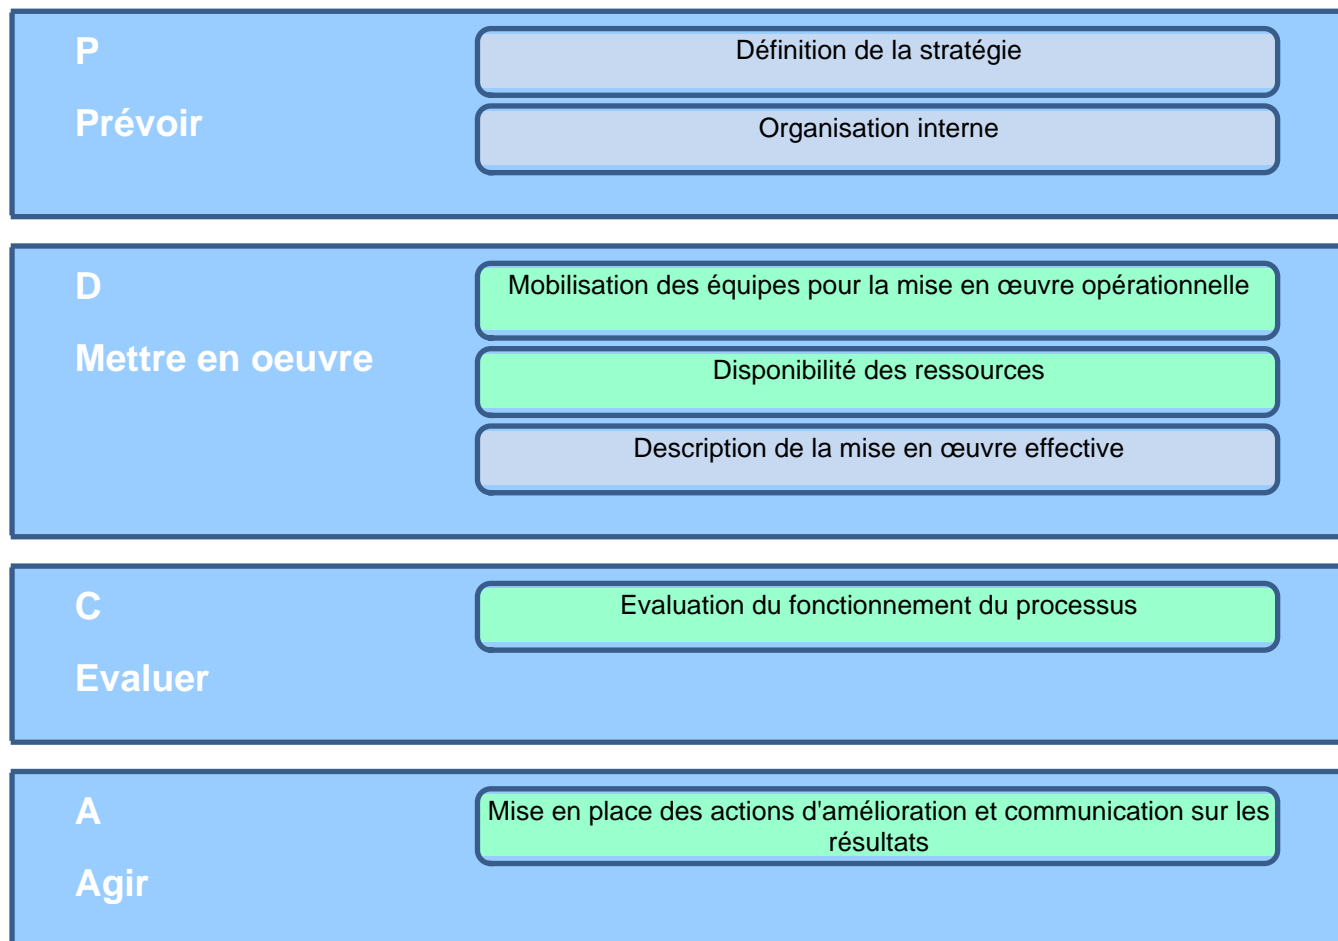 P
Prévoir
Définition de la stratégie
Organisation interne
D
Mettre en oeuvre
Mobilisation des équipes pour la mise en œuvre opérationnelle
Disponibilité des ressources
Description de la mise en œuvre effective
C
Evaluer
Evaluation du fonctionnement du processus
A
Agir
Mise en place des actions d'amélioration et communication sur les
résultats